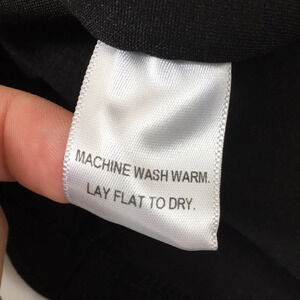 MACHINE WASH WARM.
LAY FLAT TO DRY.